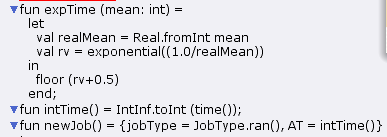 fun expTime (mean: int) =
let
val realMean = Real.fromInt mean
val rv = exponential((1.0/realMean))
in
floor (rv+0.5)
end;
fun intTime() = IntInf.toInt (time());
fun newJob() = {jobType = JobType.ran(), AT = intTime()}